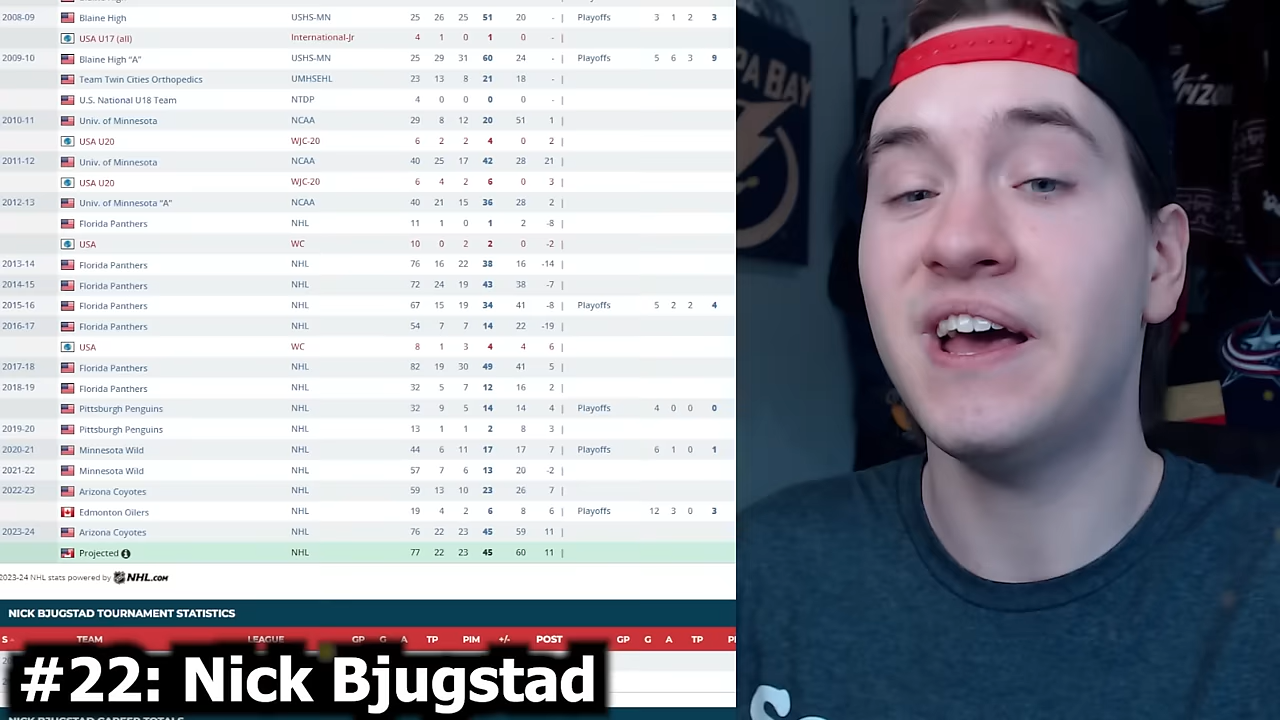 2008-09 Blaine High USHS-MN 25 26 25 51 20 - | Playoffs 3 1 2 3
USA U17 (all) International-Jr 4 1 0 1 0 - |
2009-10 Blaine High "A" USHS-MN 25 29 31 60 24 - | Playoffs 5 6 3 9
Team Twin Cities Orthopedics UMHSEHL 23 13 8 21 18 - |
U.S. National U18 Team NTDP 4 0 0 0 0 - |
2010-11 Univ. of Minnesota NCAA 29 8 12 20 51 1 |
USA U20 WJC-20 6 2 2 4 0 2 |
2011-12 Univ. of Minnesota NCAA 40 25 17 42 28 21 |
USA U20 WJC-20 6 4 2 6 0 3 |
2012-13 Univ. of Minnesota "A" NCAA 40 21 15 36 28 2 |
Florida Panthers NHL 11 1 0 1 2 -8 |
USA WC 10 0 2 2 0 -2 |
2013-14 Florida Panthers NHL 76 16 22 38 16 -14 |
2014-15 Florida Panthers NHL 72 24 19 43 38 -7 |
2015-16 Florida Panthers NHL 67 15 19 34 41 -8 | Playoffs 5 2 2 4
2016-17 Florida Panthers NHL 54 7 7 14 22 -19 |
USA WC 8 1 3 4 4 6 |
2017-18 Florida Panthers NHL 82 19 30 49 41 5 |
2018-19 Florida Panthers NHL 32 5 7 12 16 2 |
Pittsburgh Penguins NHL 32 9 5 14 14 4 | Playoffs 4 0 0 0
2019-20 Pittsburgh Penguins NHL 13 1 1 2 8 3 |
2020-21 Minnesota Wild NHL 44 6 11 17 17 7 | Playoffs 6 1 0 1
2021-22 Minnesota Wild NHL 57 7 6 13 20 -2 |
2022-23 Arizona Coyotes NHL 59 13 10 23 26 7 |
Edmonton Oilers NHL 19 4 2 6 8 6 | Playoffs 12 3 0 3
2023-24 Arizona Coyotes NHL 76 22 23 45 59 11 |
Projected NHL 77 22 23 45 60 11 |
2023-24 NHL stats powered by NHL.com
NICK BJUGSTAD TOURNAMENT STATISTICS
S TEAM LEAGUE GP G A TP PIM +/- POST GP G A TP
#22: Nick Bjugstad
NICK BJUGSTAD CAREER TOTALS
PA BAY